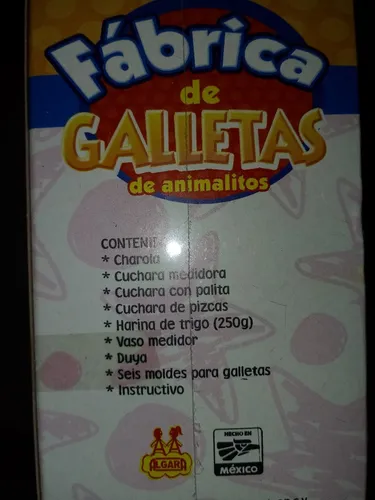 Fábrica
de
GALLETAS
de animalitos
* Charola
* Cuchara medidora
* Cuchara con palita
* Cuchara de pizcas
* Harina de trigo (250g)
* Vaso medidor
* Duya
* Seis moldes para galletas
* Instructivo
ALGARA
HECHO EN
MÉXICO